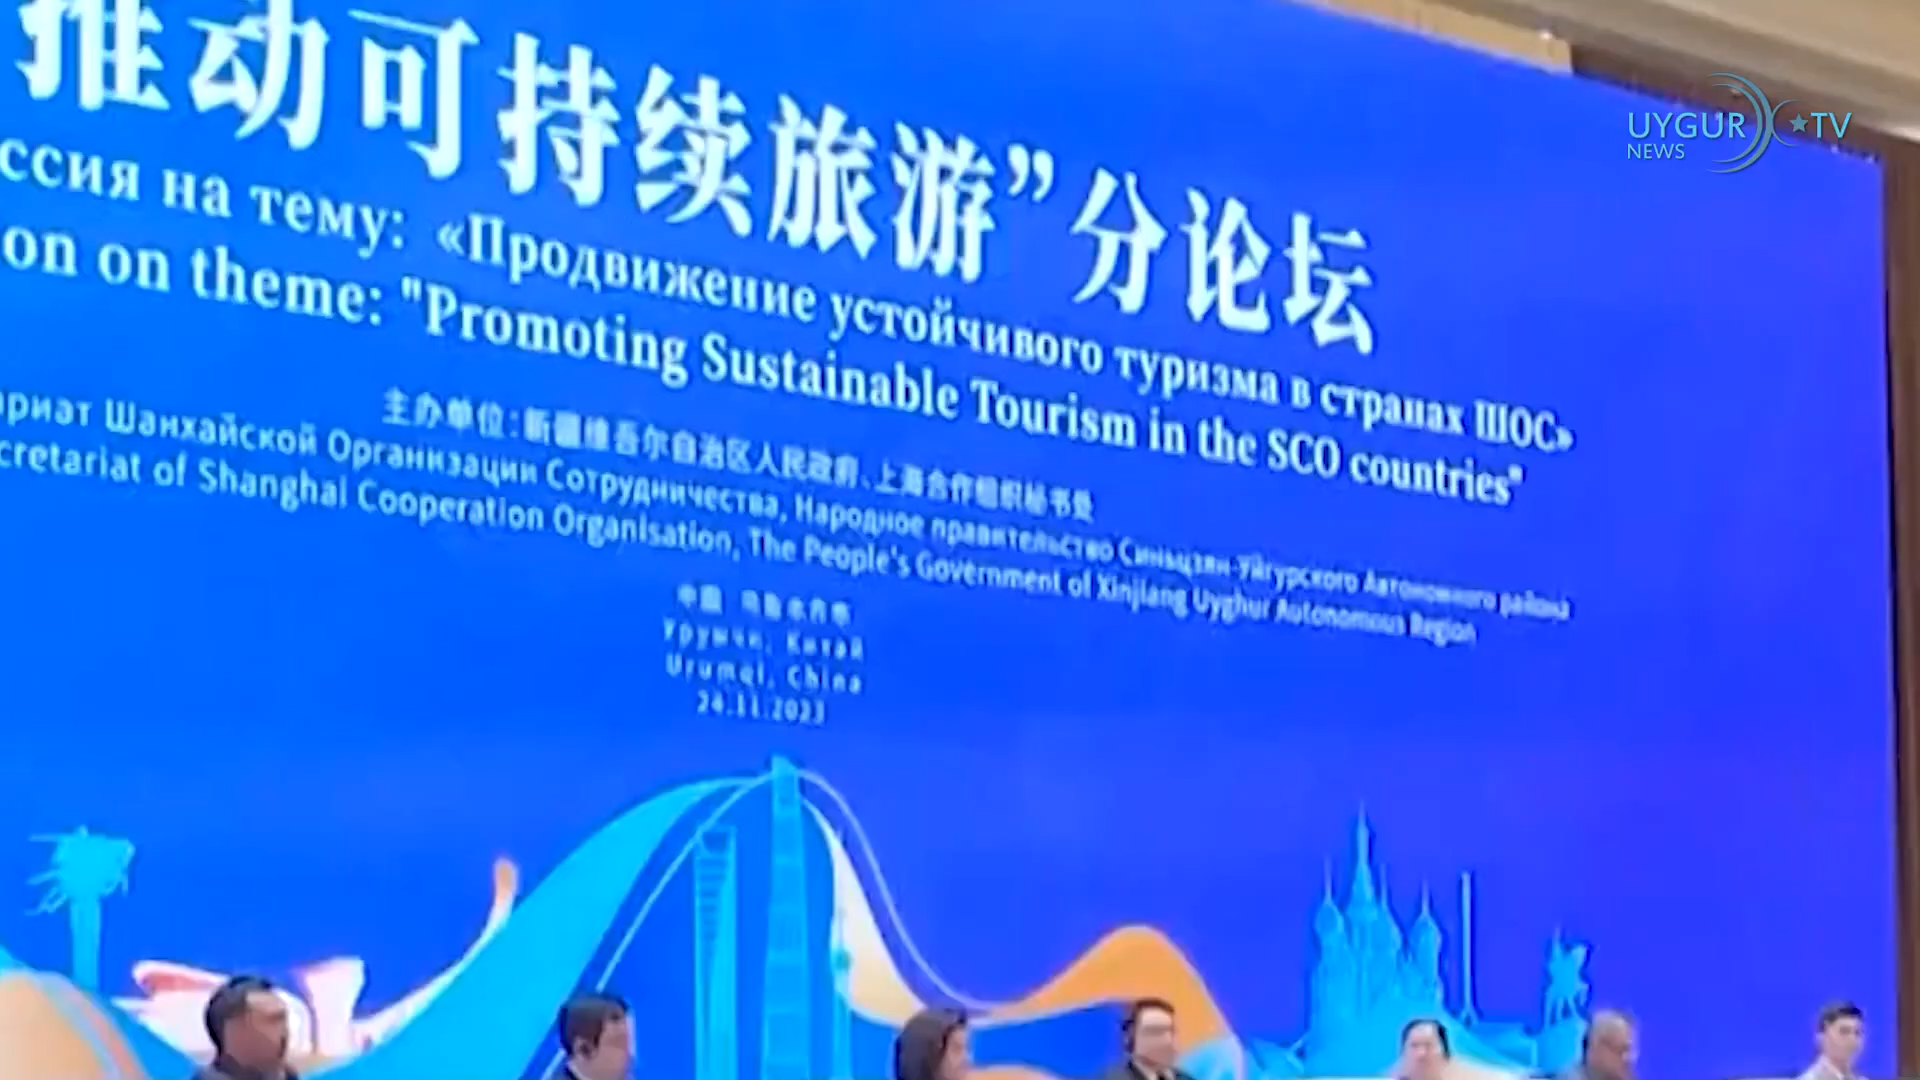 推动可持续旅游”分论坛
ссия на тему: «Продвижение устойчивого туризма в странах ШОС»
on on theme: "Promoting Sustainable Tourism in the SCO countries"
主办单位:新疆维吾尔自治区人民政府、上海合作组织秘书处
риат Шанхайской Организации Сотрудничества, Народное правительство Синьцзян-Уйгурского Автономного района
cretariat of Shanghai Cooperation Organisation, The People's Government of Xinjiang Uyghur Autonomous Region
中国 乌鲁木齐市
Урумчи, Китай
Urumqi, China
24.11.2023
UYGUR TV
NEWS